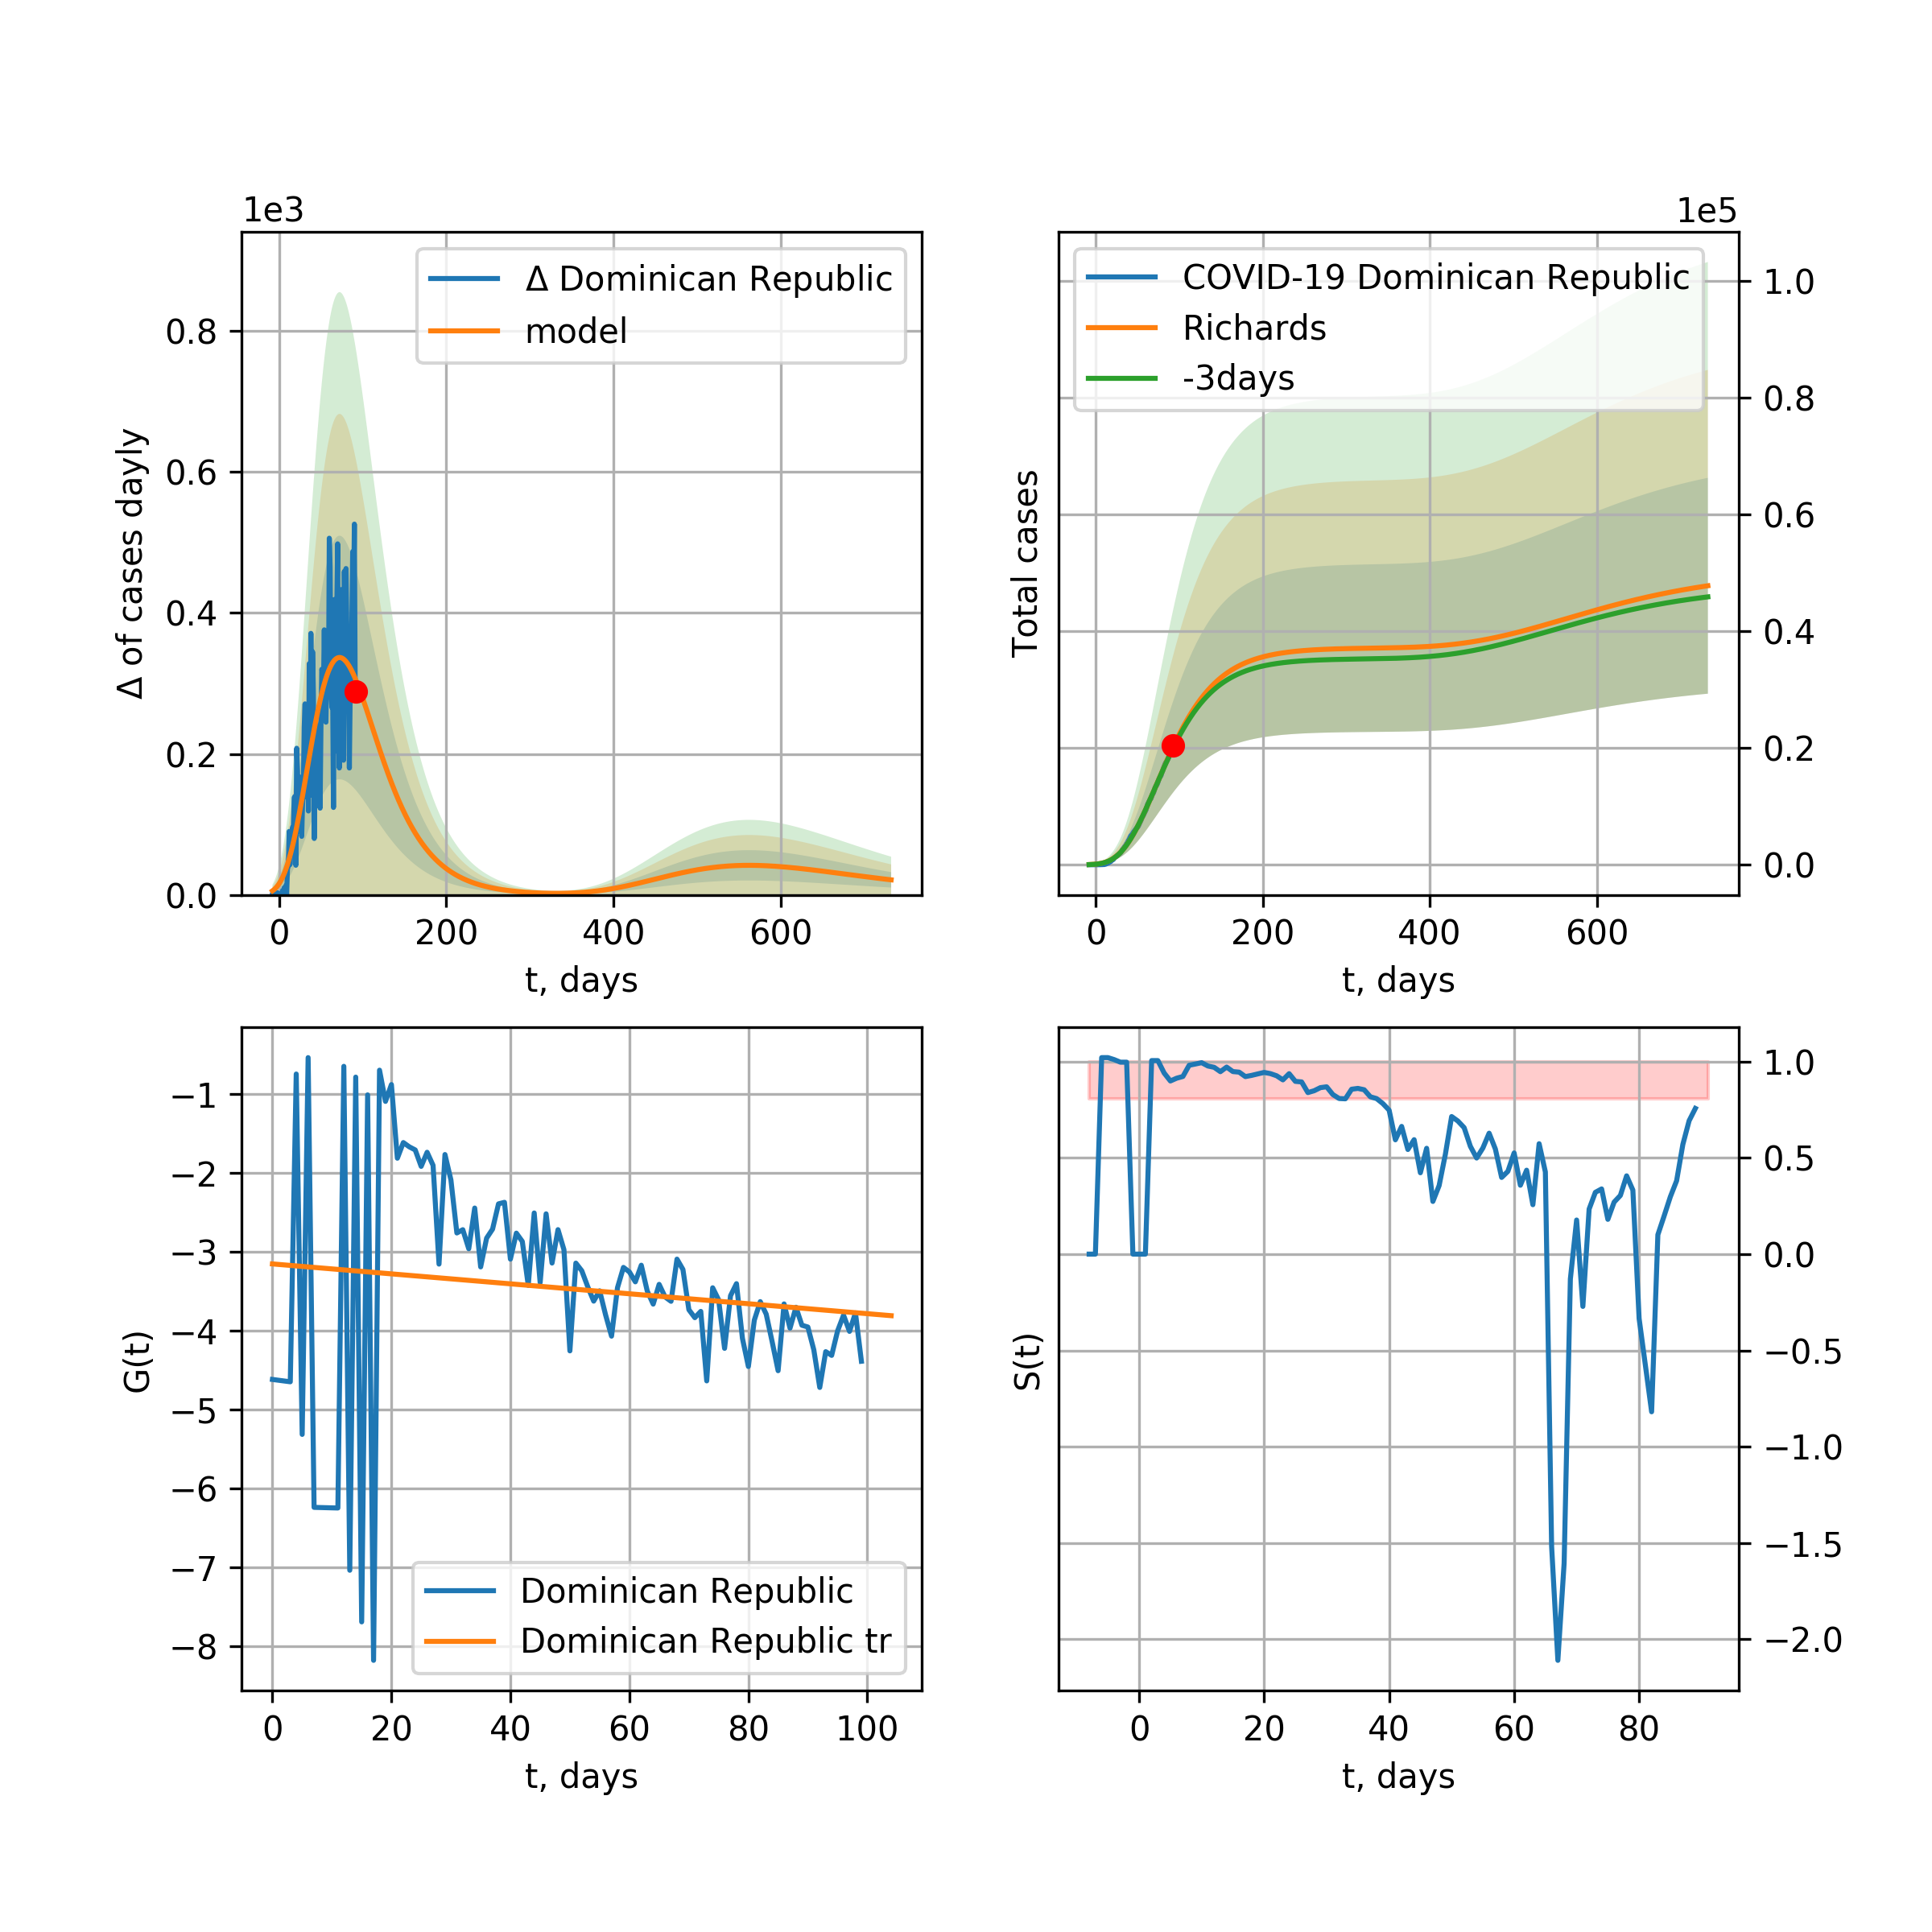 1e3
Δ Dominican Republic
model
0.8
0.6
0.4
0.2
0.0
Δ of cases dayly
0 200 400 600
t, days
1e5
COVID-19 Dominican Republic
Richards
-3days
1.0
0.8
0.6
0.4
0.2
0.0
Total cases
0 200 400 600
t, days
−1
−2
−3
−4
−5
−6
−7
−8
G(t)
Dominican Republic
Dominican Republic tr
0 20 40 60 80 100
t, days
1.0
0.5
0.0
−0.5
−1.0
−1.5
−2.0
S(t)
0 20 40 60 80
t, days